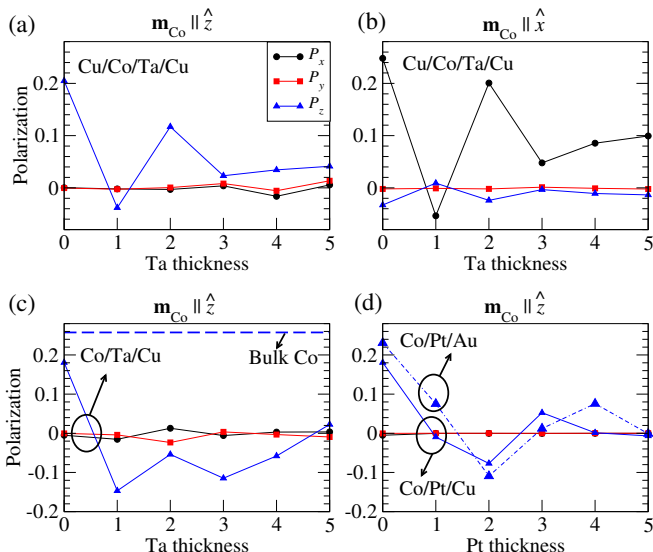 (a) m_Co || ẑ
Cu/Co/Ta/Cu
P_x
P_y
P_z
Polarization
0.2
0.1
0
0 1 2 3 4 5
Ta thickness
(b) m_Co || x̂
Cu/Co/Ta/Cu
Polarization
0.2
0.1
0
0 1 2 3 4 5
Ta thickness
(c) m_Co || ẑ
Co/Ta/Cu
Bulk Co
Polarization
0.2
0.1
0
-0.1
-0.2
0 1 2 3 4 5
Ta thickness
(d) m_Co || ẑ
Co/Pt/Au
Co/Pt/Cu
0.2
0.1
0
-0.1
-0.2
0 1 2 3 4 5
Pt thickness